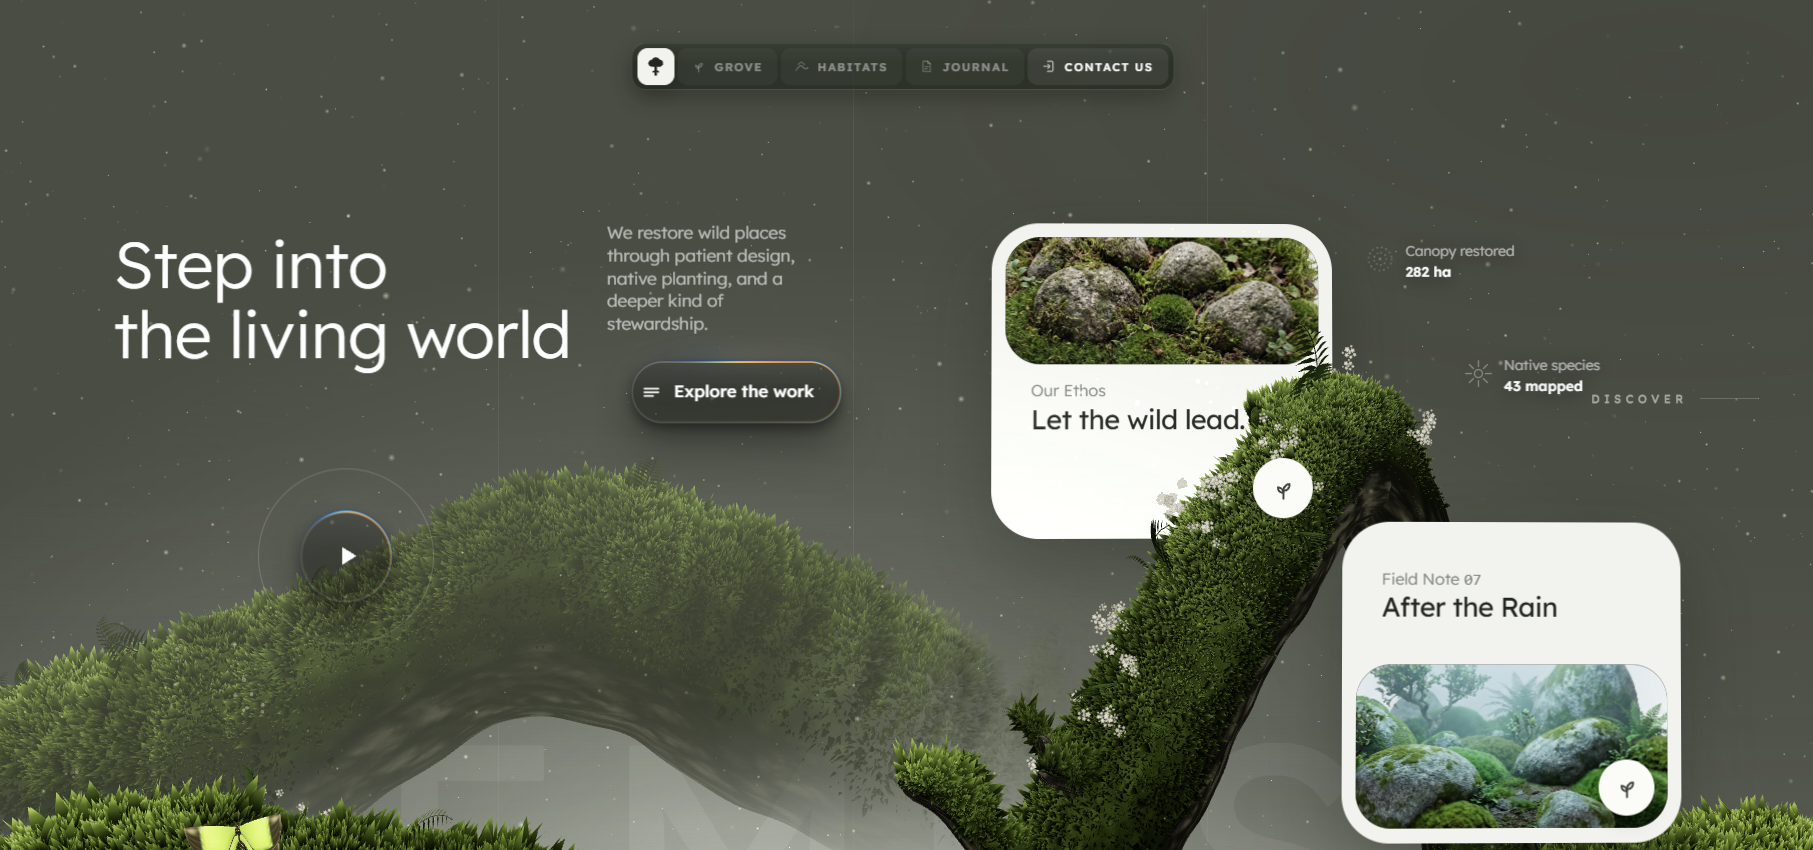 GROVE
HABITATS
JOURNAL
CONTACT US
Step into
the living world
We restore wild places
through patient design,
native planting, and a
deeper kind of
stewardship.
Explore the work
Our Ethos
Let the wild lead.
Canopy restored
282 ha
Native species
43 mapped
DISCOVER
Field Note 07
After the Rain